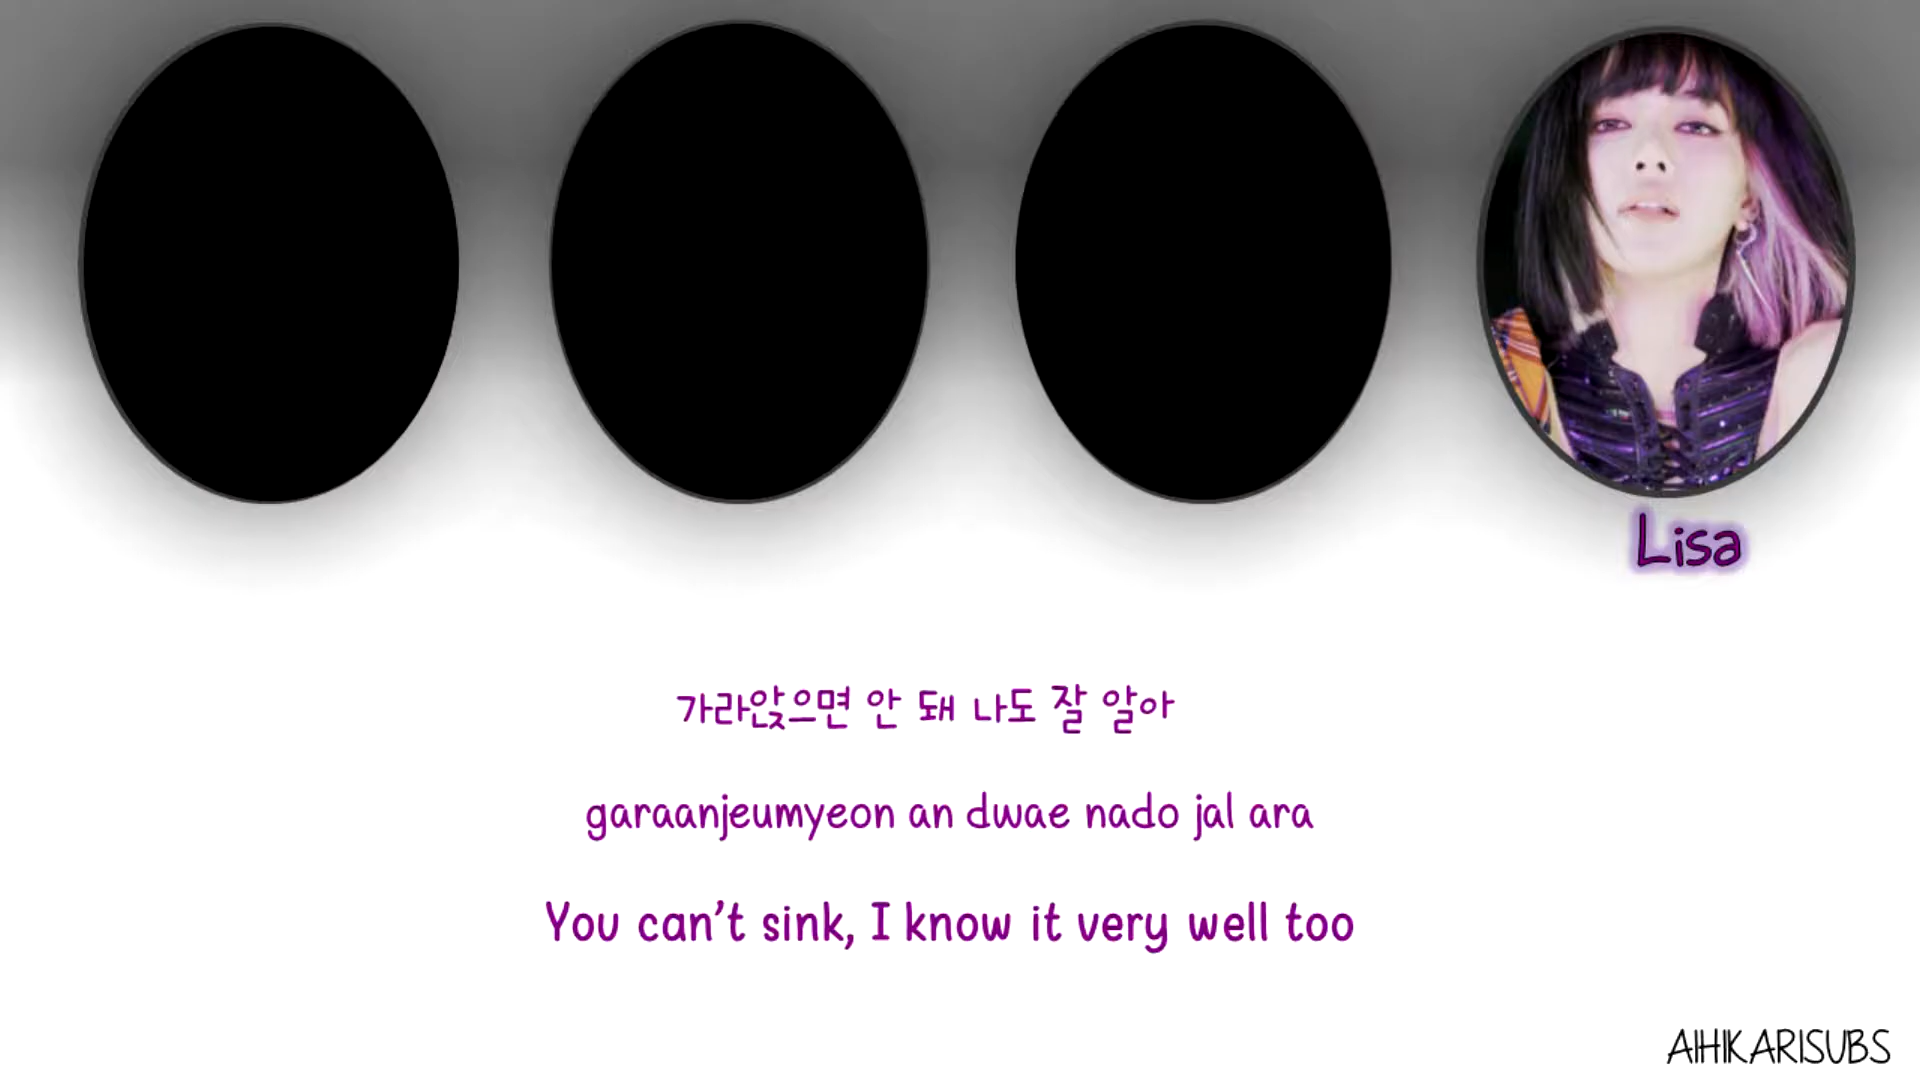 Lisa
가라앉으면 안 돼 나도 잘 알아
garaanjeumyeon an dwae nado jal ara
You can't sink, I know it very well too
AIHIKARISUBS